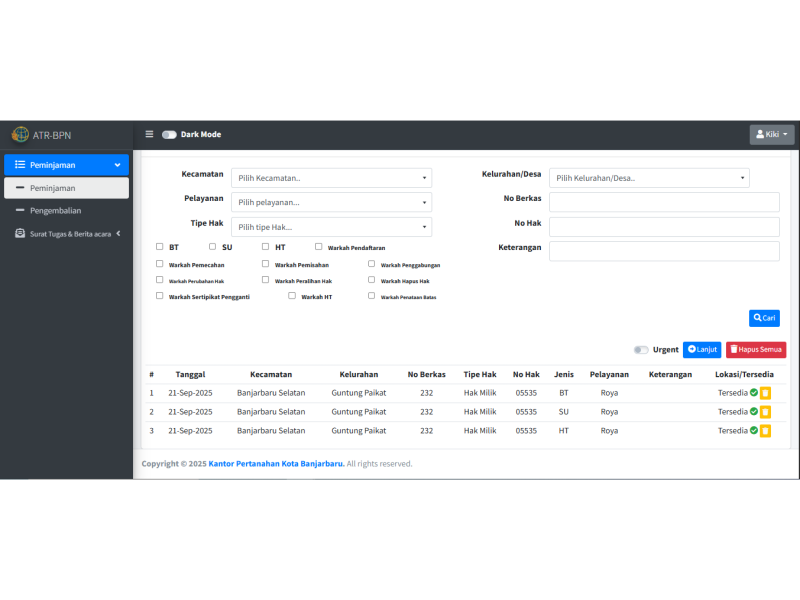 ATR-BPN
Dark Mode
Kiki
Peminjaman
Peminjaman
Pengembalian
Surat Tugas & Berita acara
Kecamatan
Pilih Kecamatan..
Kelurahan/Desa
Pilih Kelurahan/Desa..
Pelayanan
Pilih pelayanan...
No Berkas
Tipe Hak
Pilih tipe Hak...
No Hak
BT SU HT Warkah Pendaftaran
Keterangan
Warkah Pemecahan Warkah Pemisahan Warkah Penggabungan
Warkah Perubahan Hak Warkah Peralihan Hak Warkah Hapus Hak
Warkah Sertipikat Pengganti Warkah HT Warkah Penataan Batas
Cari
Urgent Lanjut Hapus Semua
# Tanggal Kecamatan Kelurahan No Berkas Tipe Hak No Hak Jenis Pelayanan Keterangan Lokasi/Tersedia
1 21-Sep-2025 Banjarbaru Selatan Guntung Paikat 232 Hak Milik 05535 BT Roya Tersedia
2 21-Sep-2025 Banjarbaru Selatan Guntung Paikat 232 Hak Milik 05535 SU Roya Tersedia
3 21-Sep-2025 Banjarbaru Selatan Guntung Paikat 232 Hak Milik 05535 HT Roya Tersedia
Copyright © 2025 Kantor Pertanahan Kota Banjarbaru. All rights reserved.